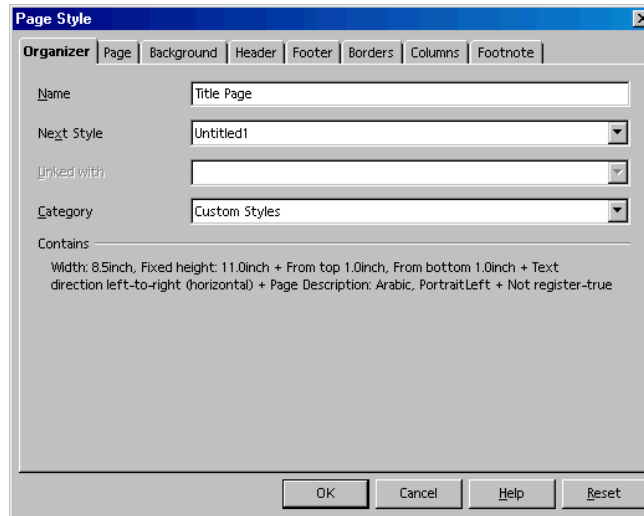 Page Style
Organizer Page Background Header Footer Borders Columns Footnote
Name Title Page
Next Style Untitled1
Linked with
Category Custom Styles
Contains
Width: 8.5inch, Fixed height: 11.0inch + From top 1.0inch, From bottom 1.0inch + Text
direction left-to-right (horizontal) + Page Description: Arabic, PortraitLeft + Not register-true
OK Cancel Help Reset